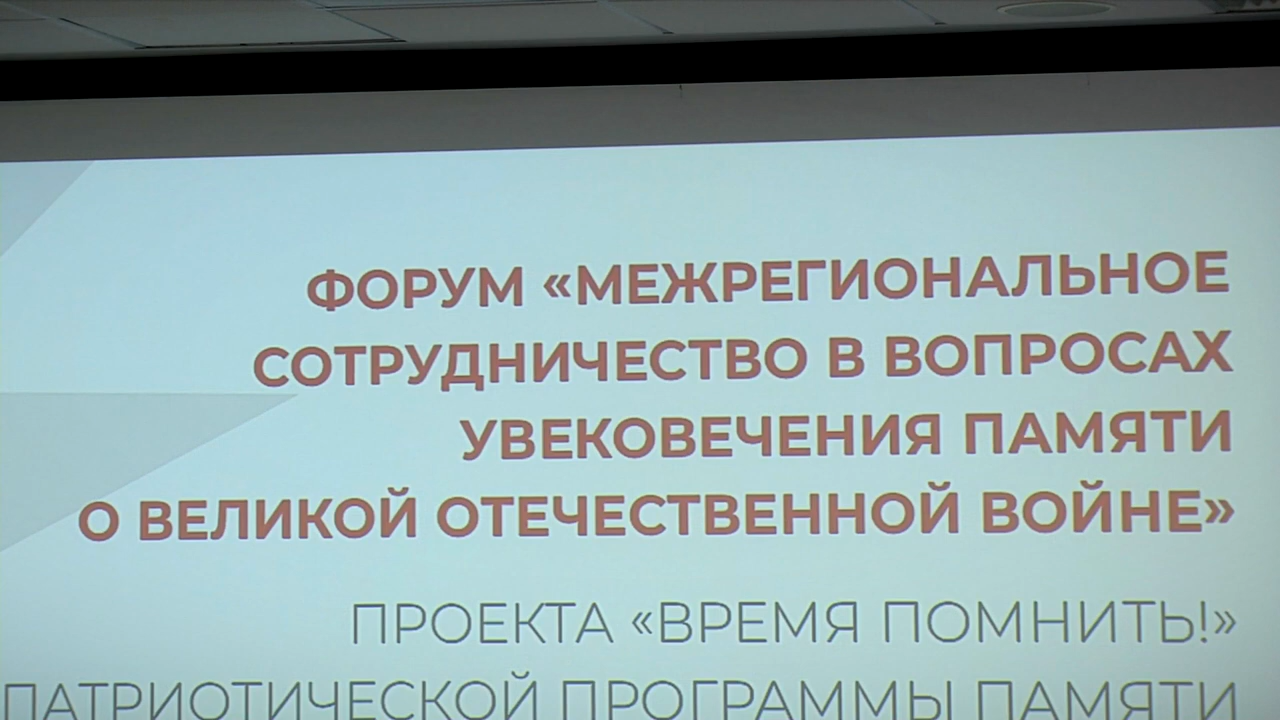 ФОРУМ «МЕЖРЕГИОНАЛЬНОЕ
СОТРУДНИЧЕСТВО В ВОПРОСАХ
УВЕКОВЕЧЕНИЯ ПАМЯТИ
О ВЕЛИКОЙ ОТЕЧЕСТВЕННОЙ ВОЙНЕ»
ПРОЕКТА «ВРЕМЯ ПОМНИТЬ!»
ПАТРИОТИЧЕСКОЙ ПРОГРАММЫ ПАМЯТИ